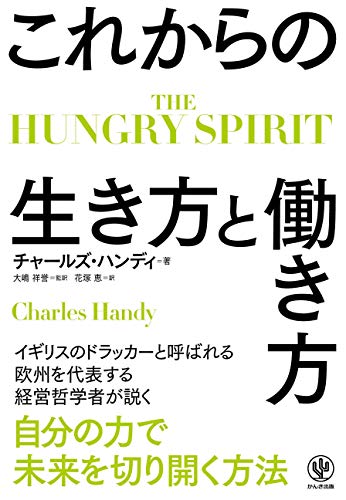 これからの
THE
HUNGRY SPIRIT
生き方と働き方
チャールズ・ハンディ=著
大嶋祥誉=監訳 花塚恵=訳
Charles Handy
イギリスのドラッカーと呼ばれる
欧州を代表する
経営哲学者が説く
自分の力で
未来を切り開く方法
かんき出版